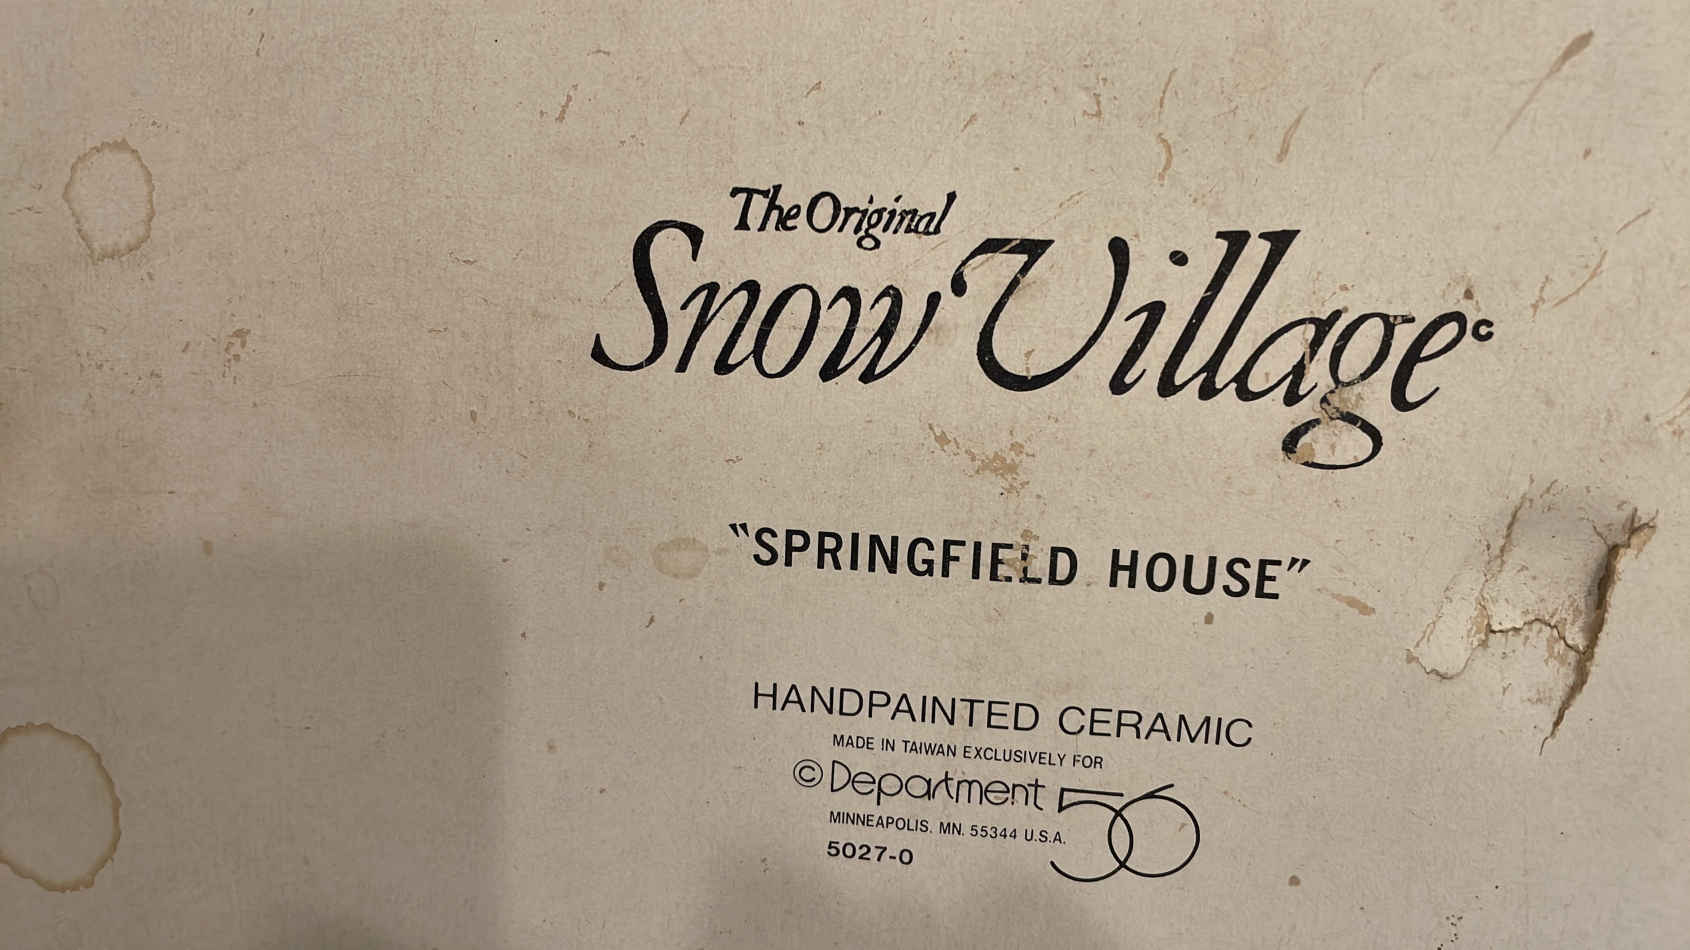 The Original
Snow Village©
"SPRINGFIELD HOUSE"
HANDPAINTED CERAMIC
MADE IN TAIWAN EXCLUSIVELY FOR
© Department 56
MINNEAPOLIS. MN. 55344 U.S.A.
5027-0